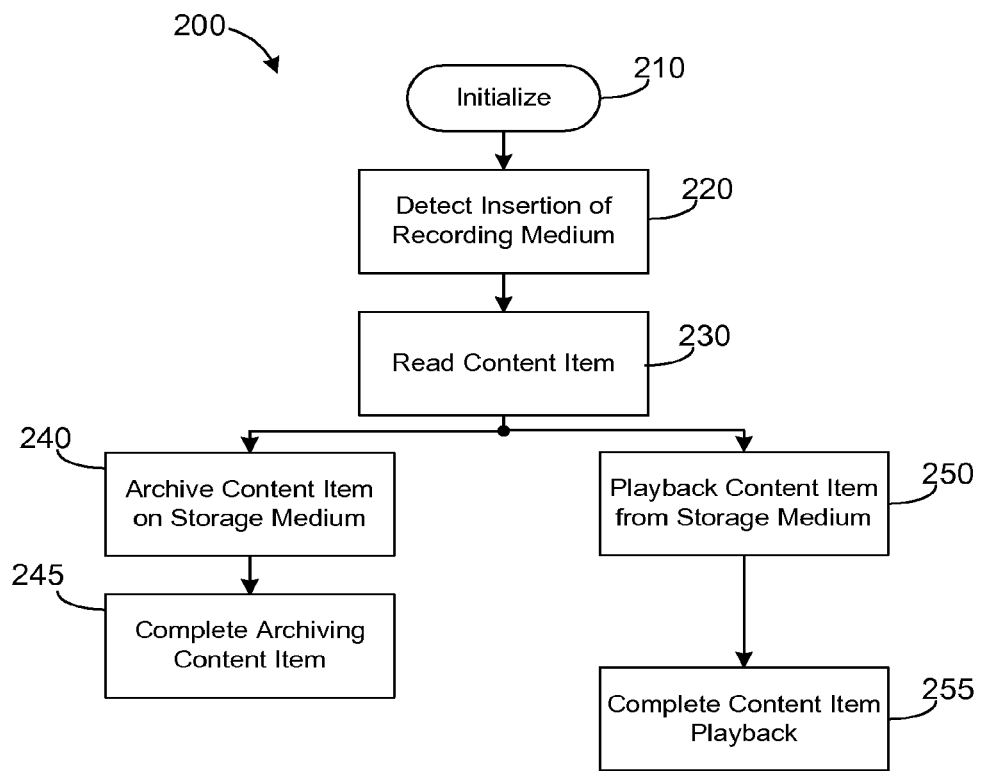 200
210
Initialize
220
Detect Insertion of
Recording Medium
230
Read Content Item
240
Archive Content Item
on Storage Medium
250
Playback Content Item
from Storage Medium
245
Complete Archiving
Content Item
255
Complete Content Item
Playback